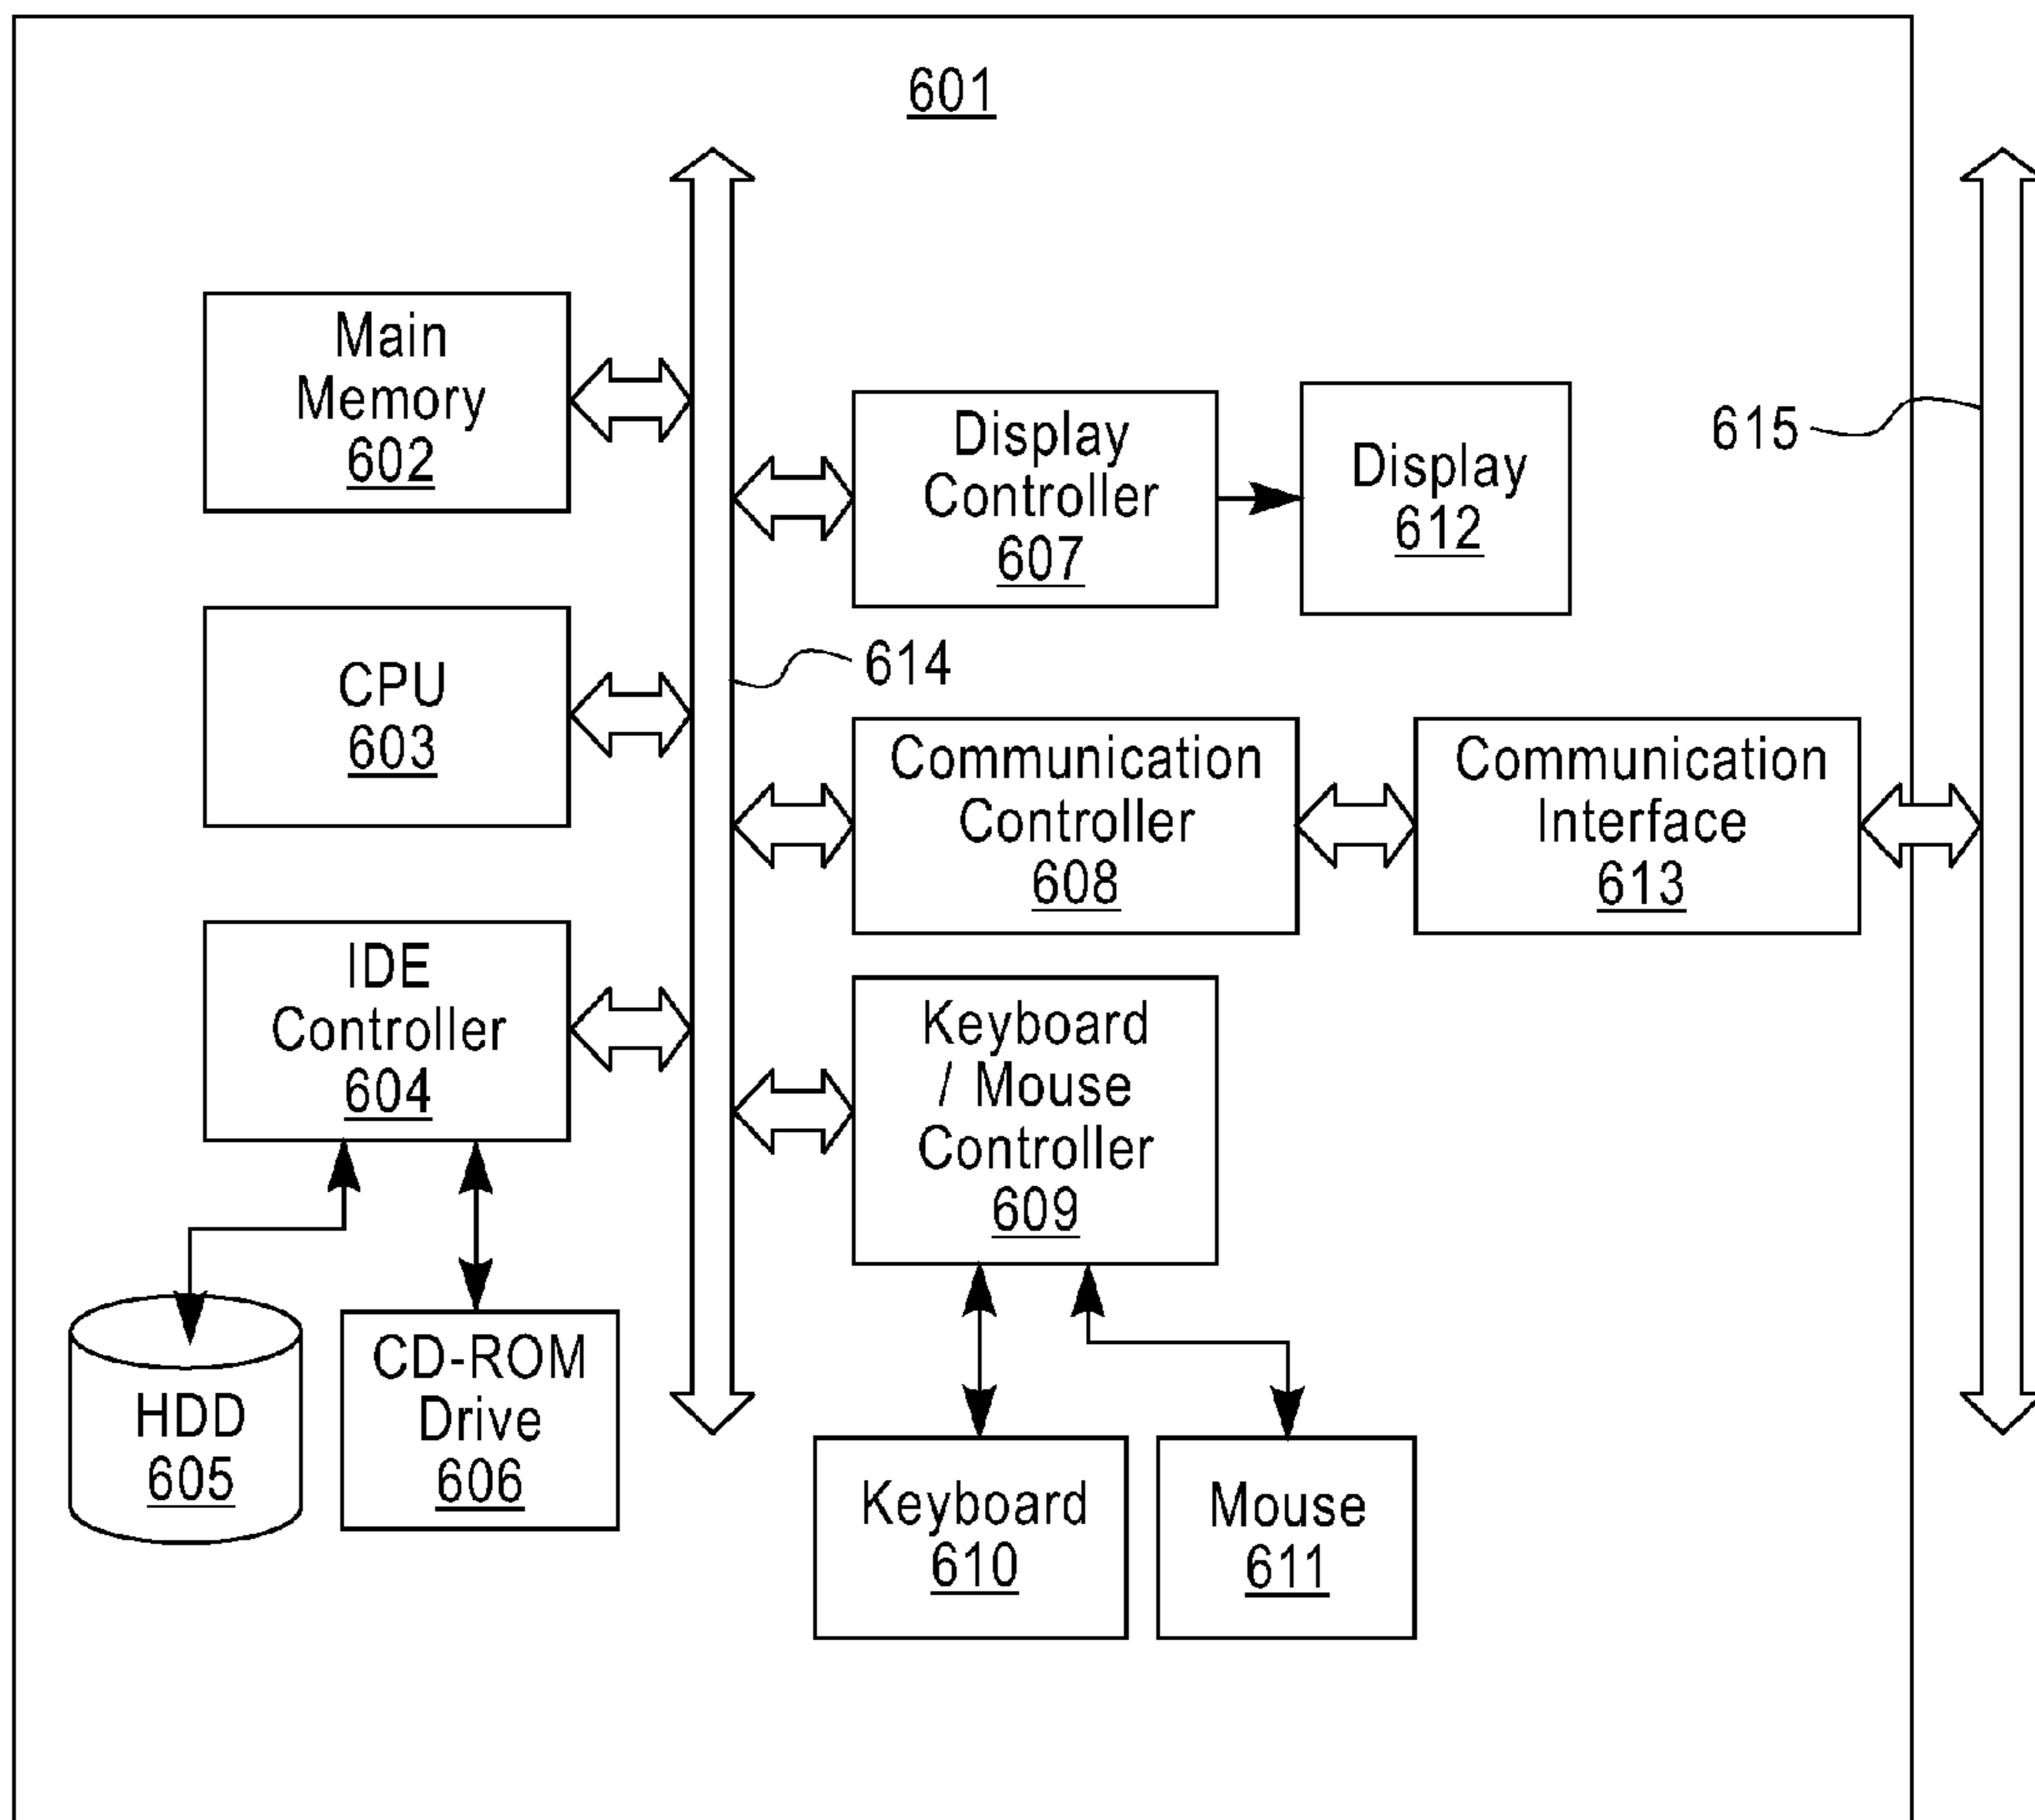 601
Main
Memory
602
Display
Controller
607
Display
612
615
CPU
603
614
Communication
Controller
608
Communication
Interface
613
IDE
Controller
604
Keyboard
/ Mouse
Controller
609
HDD
605
CD-ROM
Drive
606
Keyboard
610
Mouse
611